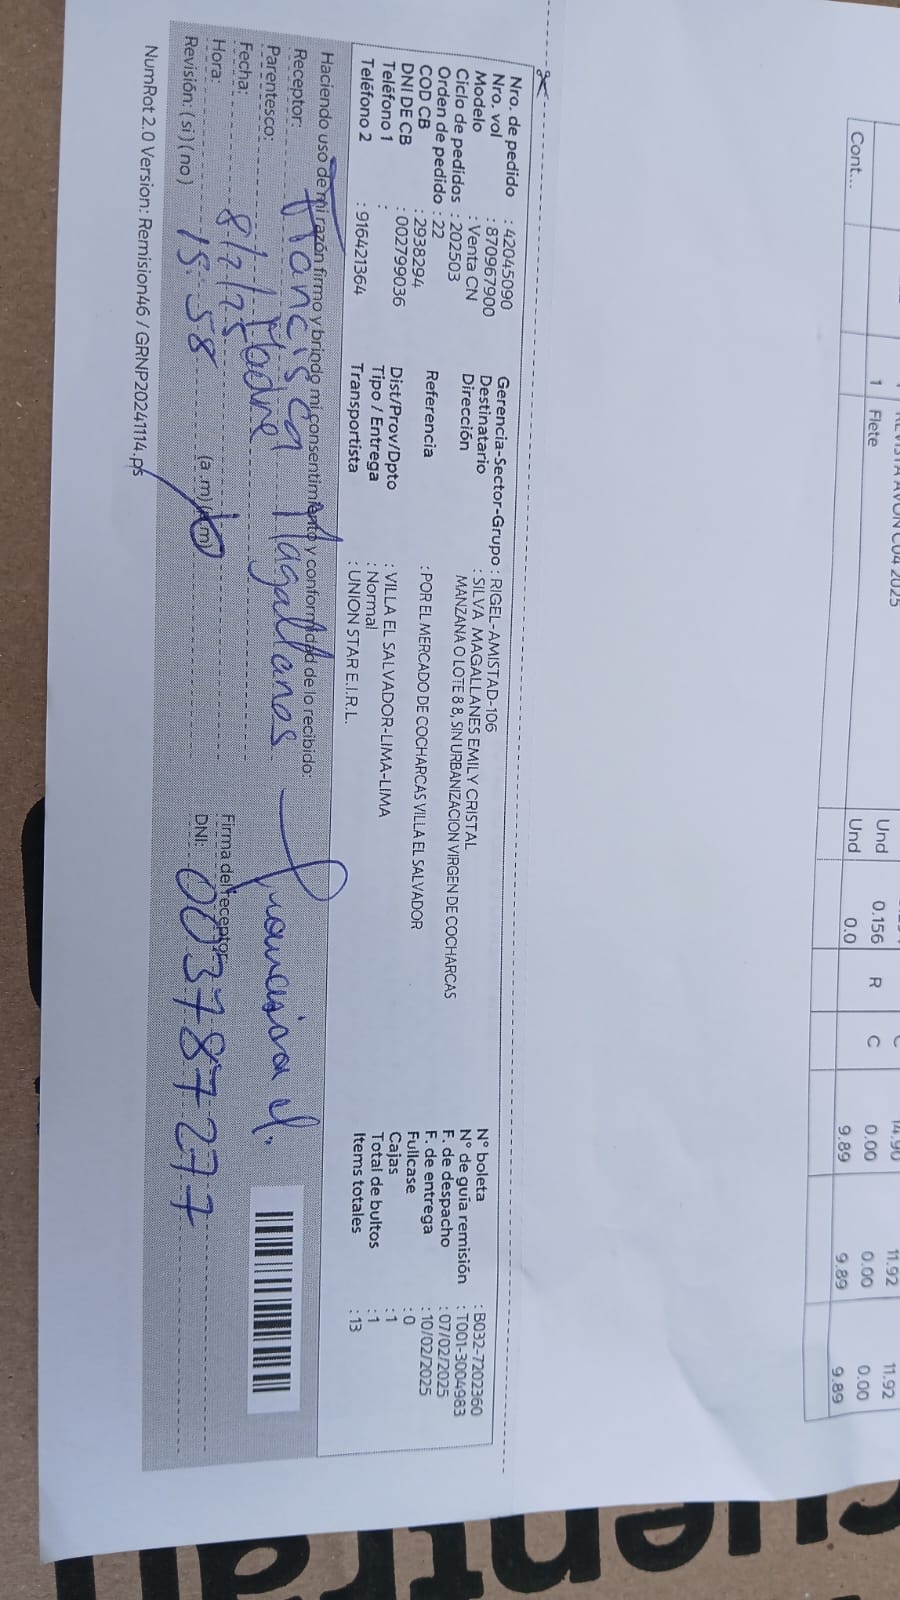 REVISTA AVON C04 2025
14.90 11.92 11.92
1 Flete Und 0.156 R C 0.00 0.00 0.00
Cont... Und 0.0 9.89 9.89 9.89
Nro. de pedido : 42045090 Gerencia-Sector-Grupo : RIGEL-AMISTAD-106 N° boleta : B032-7202360
Nro. vol : 870967900 Destinatario : SILVA MAGALLANES EMILY CRISTAL N° de guía remisión : T001-3004983
Modelo : Venta CN Dirección MANZANA O LOTE 8 8, SIN URBANIZACION VIRGEN DE COCHARCAS F. de despacho : 07/02/2025
Ciclo de pedidos : 202503 F. de entrega : 10/02/2025
Orden de pedido : 22 Referencia : POR EL MERCADO DE COCHARCAS VILLA EL SALVADOR Fullcase : 0
COD CB : 2938294 Cajas : 1
DNI DE CB : 002799036 Dist/Prov/Dpto : VILLA EL SALVADOR-LIMA-LIMA Total de bultos : 1
Teléfono 1 : Tipo / Entrega : Normal Items totales : 13
Teléfono 2 : 916421364 Transportista : UNION STAR E.I.R.L.
Haciendo uso de mi razón firmo y brindo mi consentimiento y conformidad de lo recibido:
Receptor: Francisca Magallanes
Parentesco: Madre
Fecha: 8/2/25 Firma del receptor:
Hora: 15:58 (a .m) (p.m) DNI: 003787277
Revisión: ( si ) ( no )
NumRot 2.0 Version: Remision46 / GRNP20241114.ps